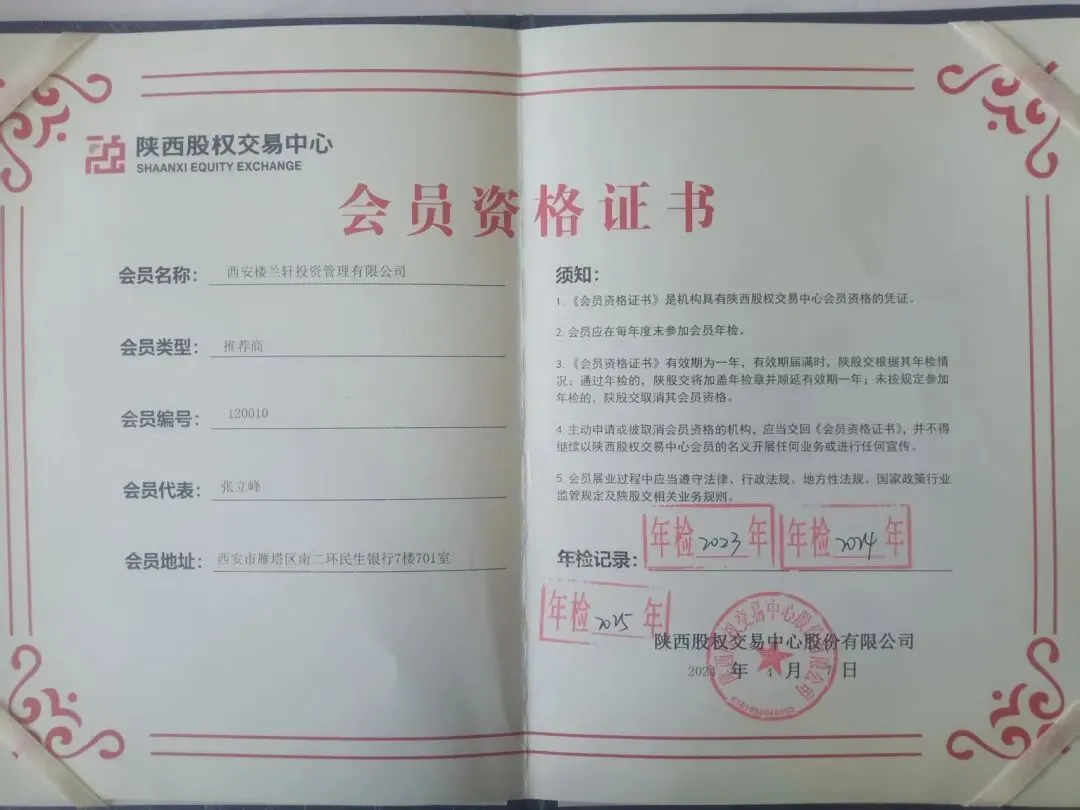 陕西股权交易中心
SHAANXI EQUITY EXCHANGE
会员资格证书
会员名称：西安楼兰轩投资管理有限公司
会员类型：推荐商
会员编号：120010
会员代表：张立峰
会员地址：西安市雁塔区南二环民生银行7楼701室
须知：
1.《会员资格证书》是机构具有陕西股权交易中心会员资格的凭证。
2.会员应在每年度末参加会员年检。
3.《会员资格证书》有效期为一年，有效期届满时，陕股交根据其年检情
况：通过年检的，陕股交将加盖年检章并顺延有效期一年；未按规定参加
年检的，陕股交取消其会员资格。
4.主动申请或被取消会员资格的机构，应当交回《会员资格证书》，并不得
继续以陕西股权交易中心会员的名义开展任何业务或进行任何宣传。
5.会员展业过程中应当遵守法律、行政法规、地方性法规、国家政策行业
监管规定及陕股交相关业务规则。
年检记录：
年检2023年
年检2024年
年检2025年
陕西股权交易中心股份有限公司
年4月7日